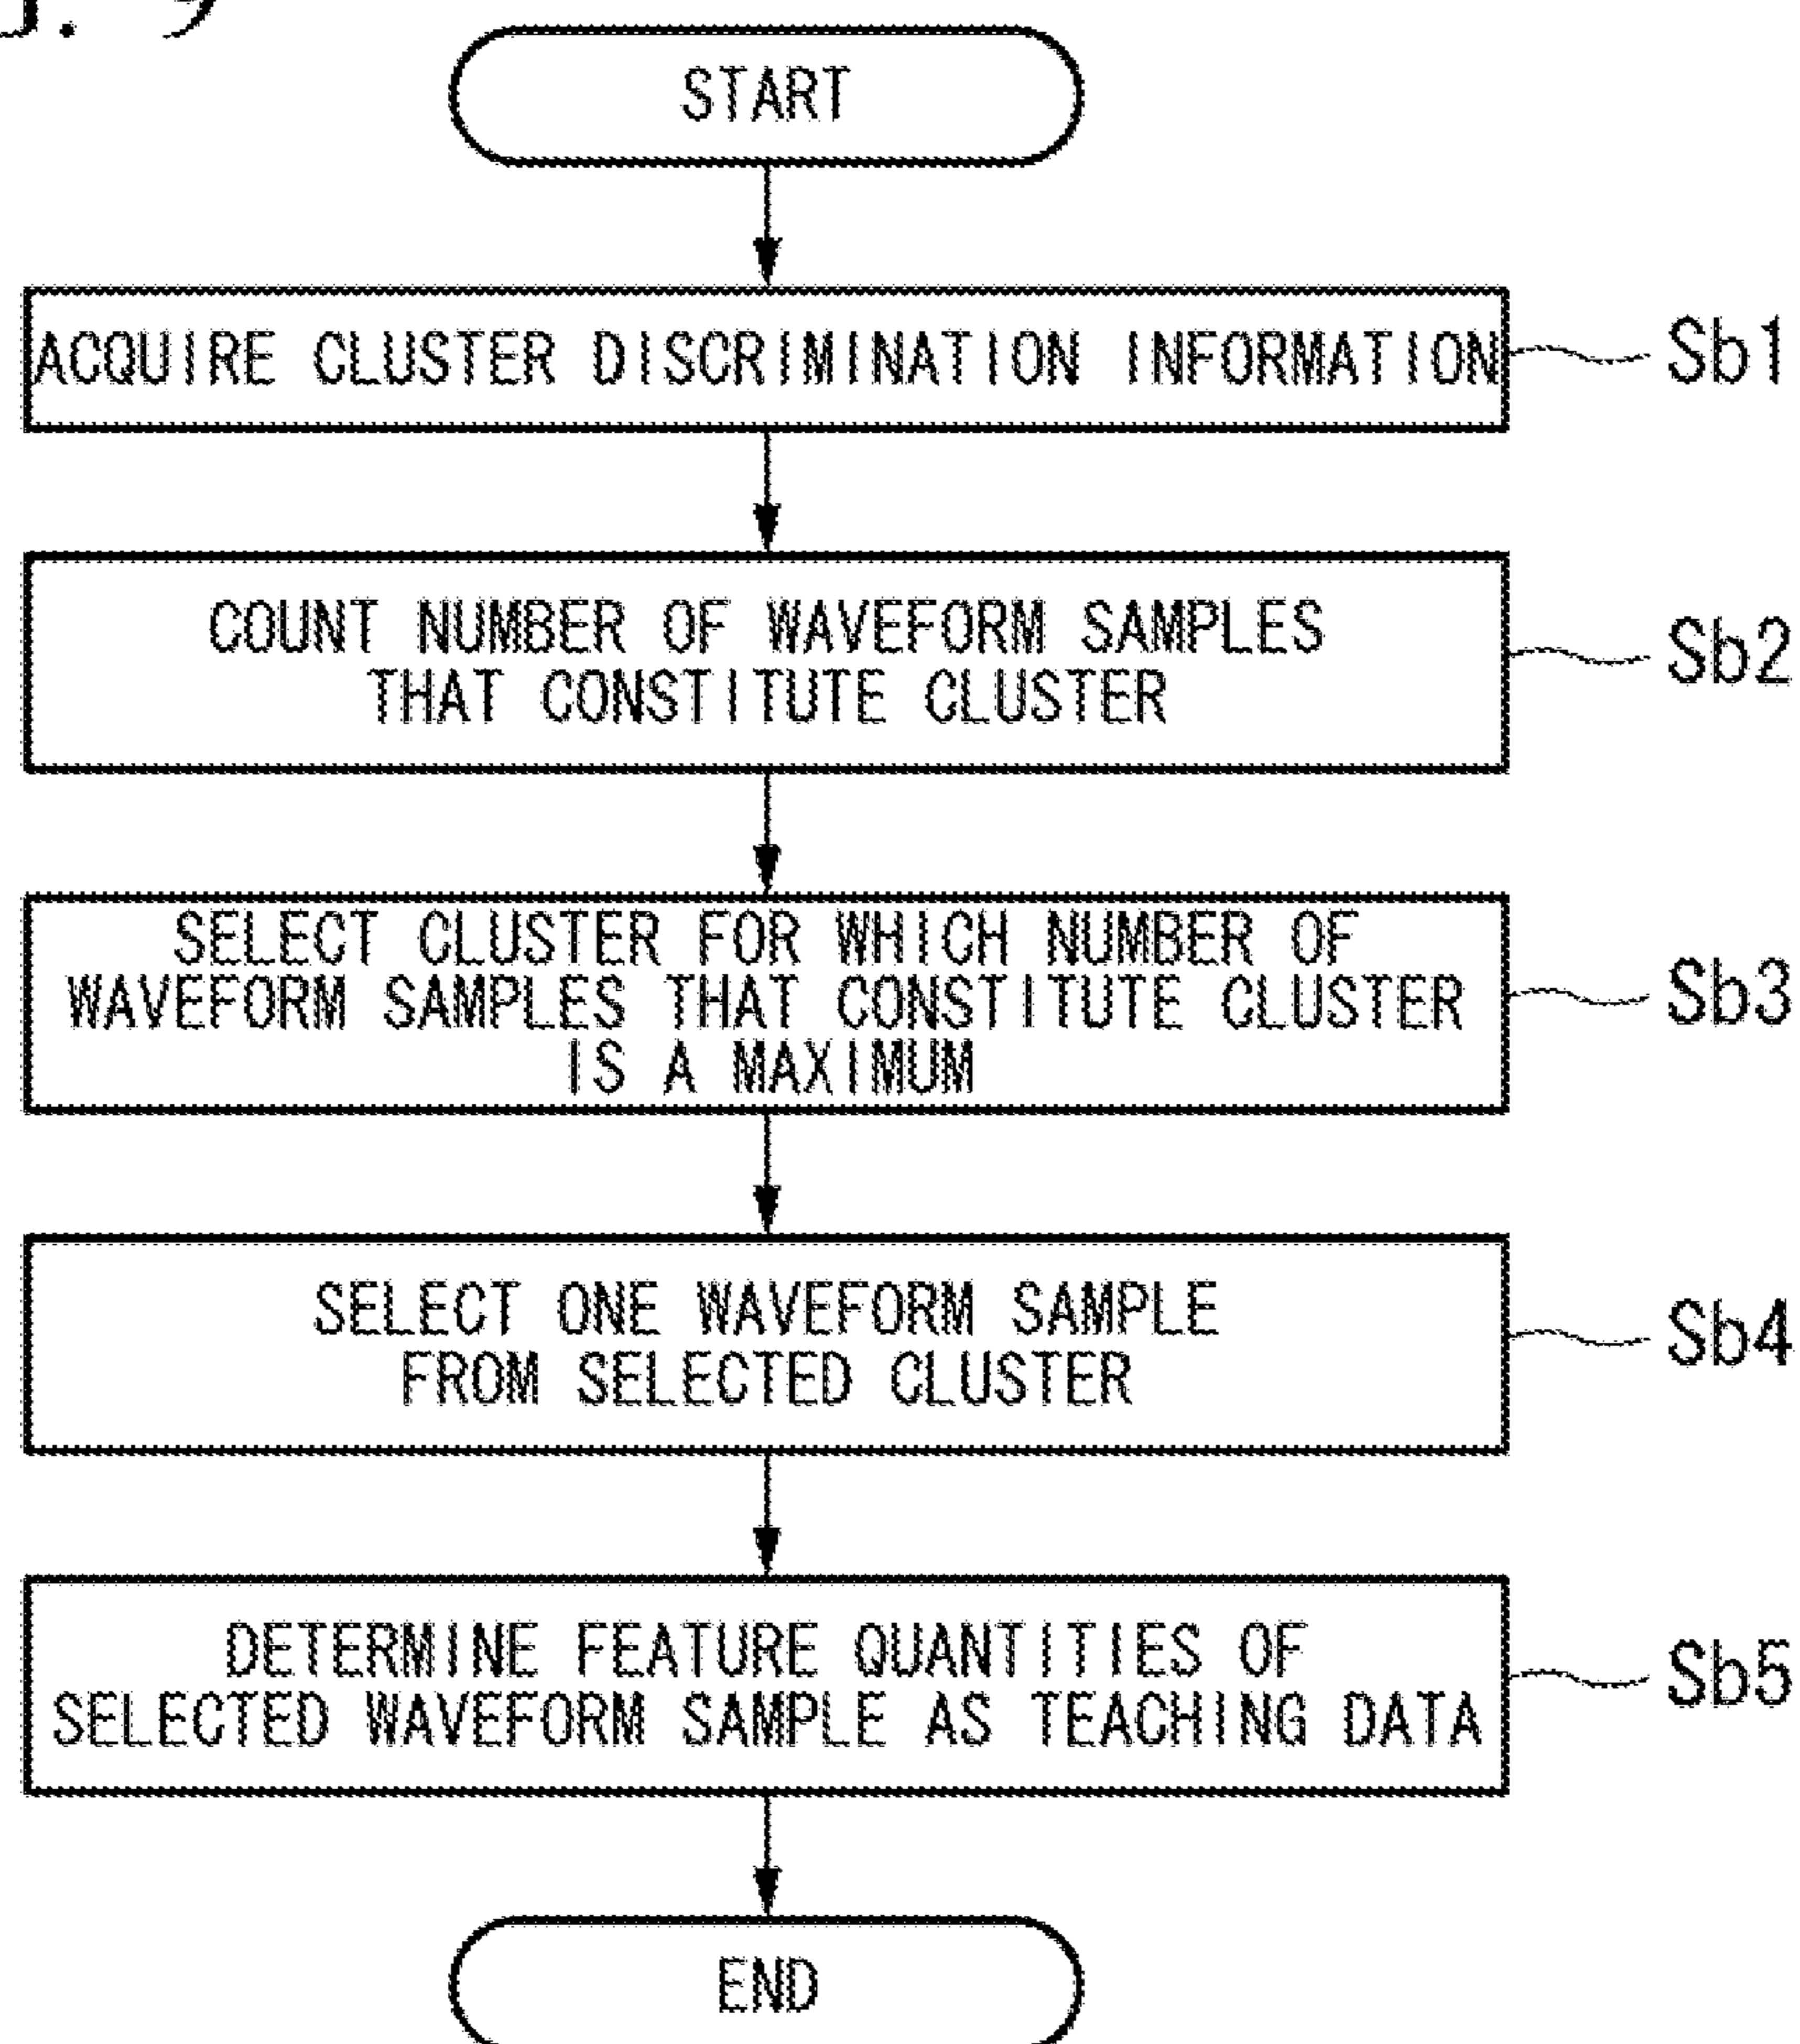 9
START
ACQUIRE CLUSTER DISCRIMINATION INFORMATION
Sb1
COUNT NUMBER OF WAVEFORM SAMPLES
THAT CONSTITUTE CLUSTER
Sb2
SELECT CLUSTER FOR WHICH NUMBER OF
WAVEFORM SAMPLES THAT CONSTITUTE CLUSTER
IS A MAXIMUM
Sb3
SELECT ONE WAVEFORM SAMPLE
FROM SELECTED CLUSTER
Sb4
DETERMINE FEATURE QUANTITIES OF
SELECTED WAVEFORM SAMPLE AS TEACHING DATA
Sb5
END